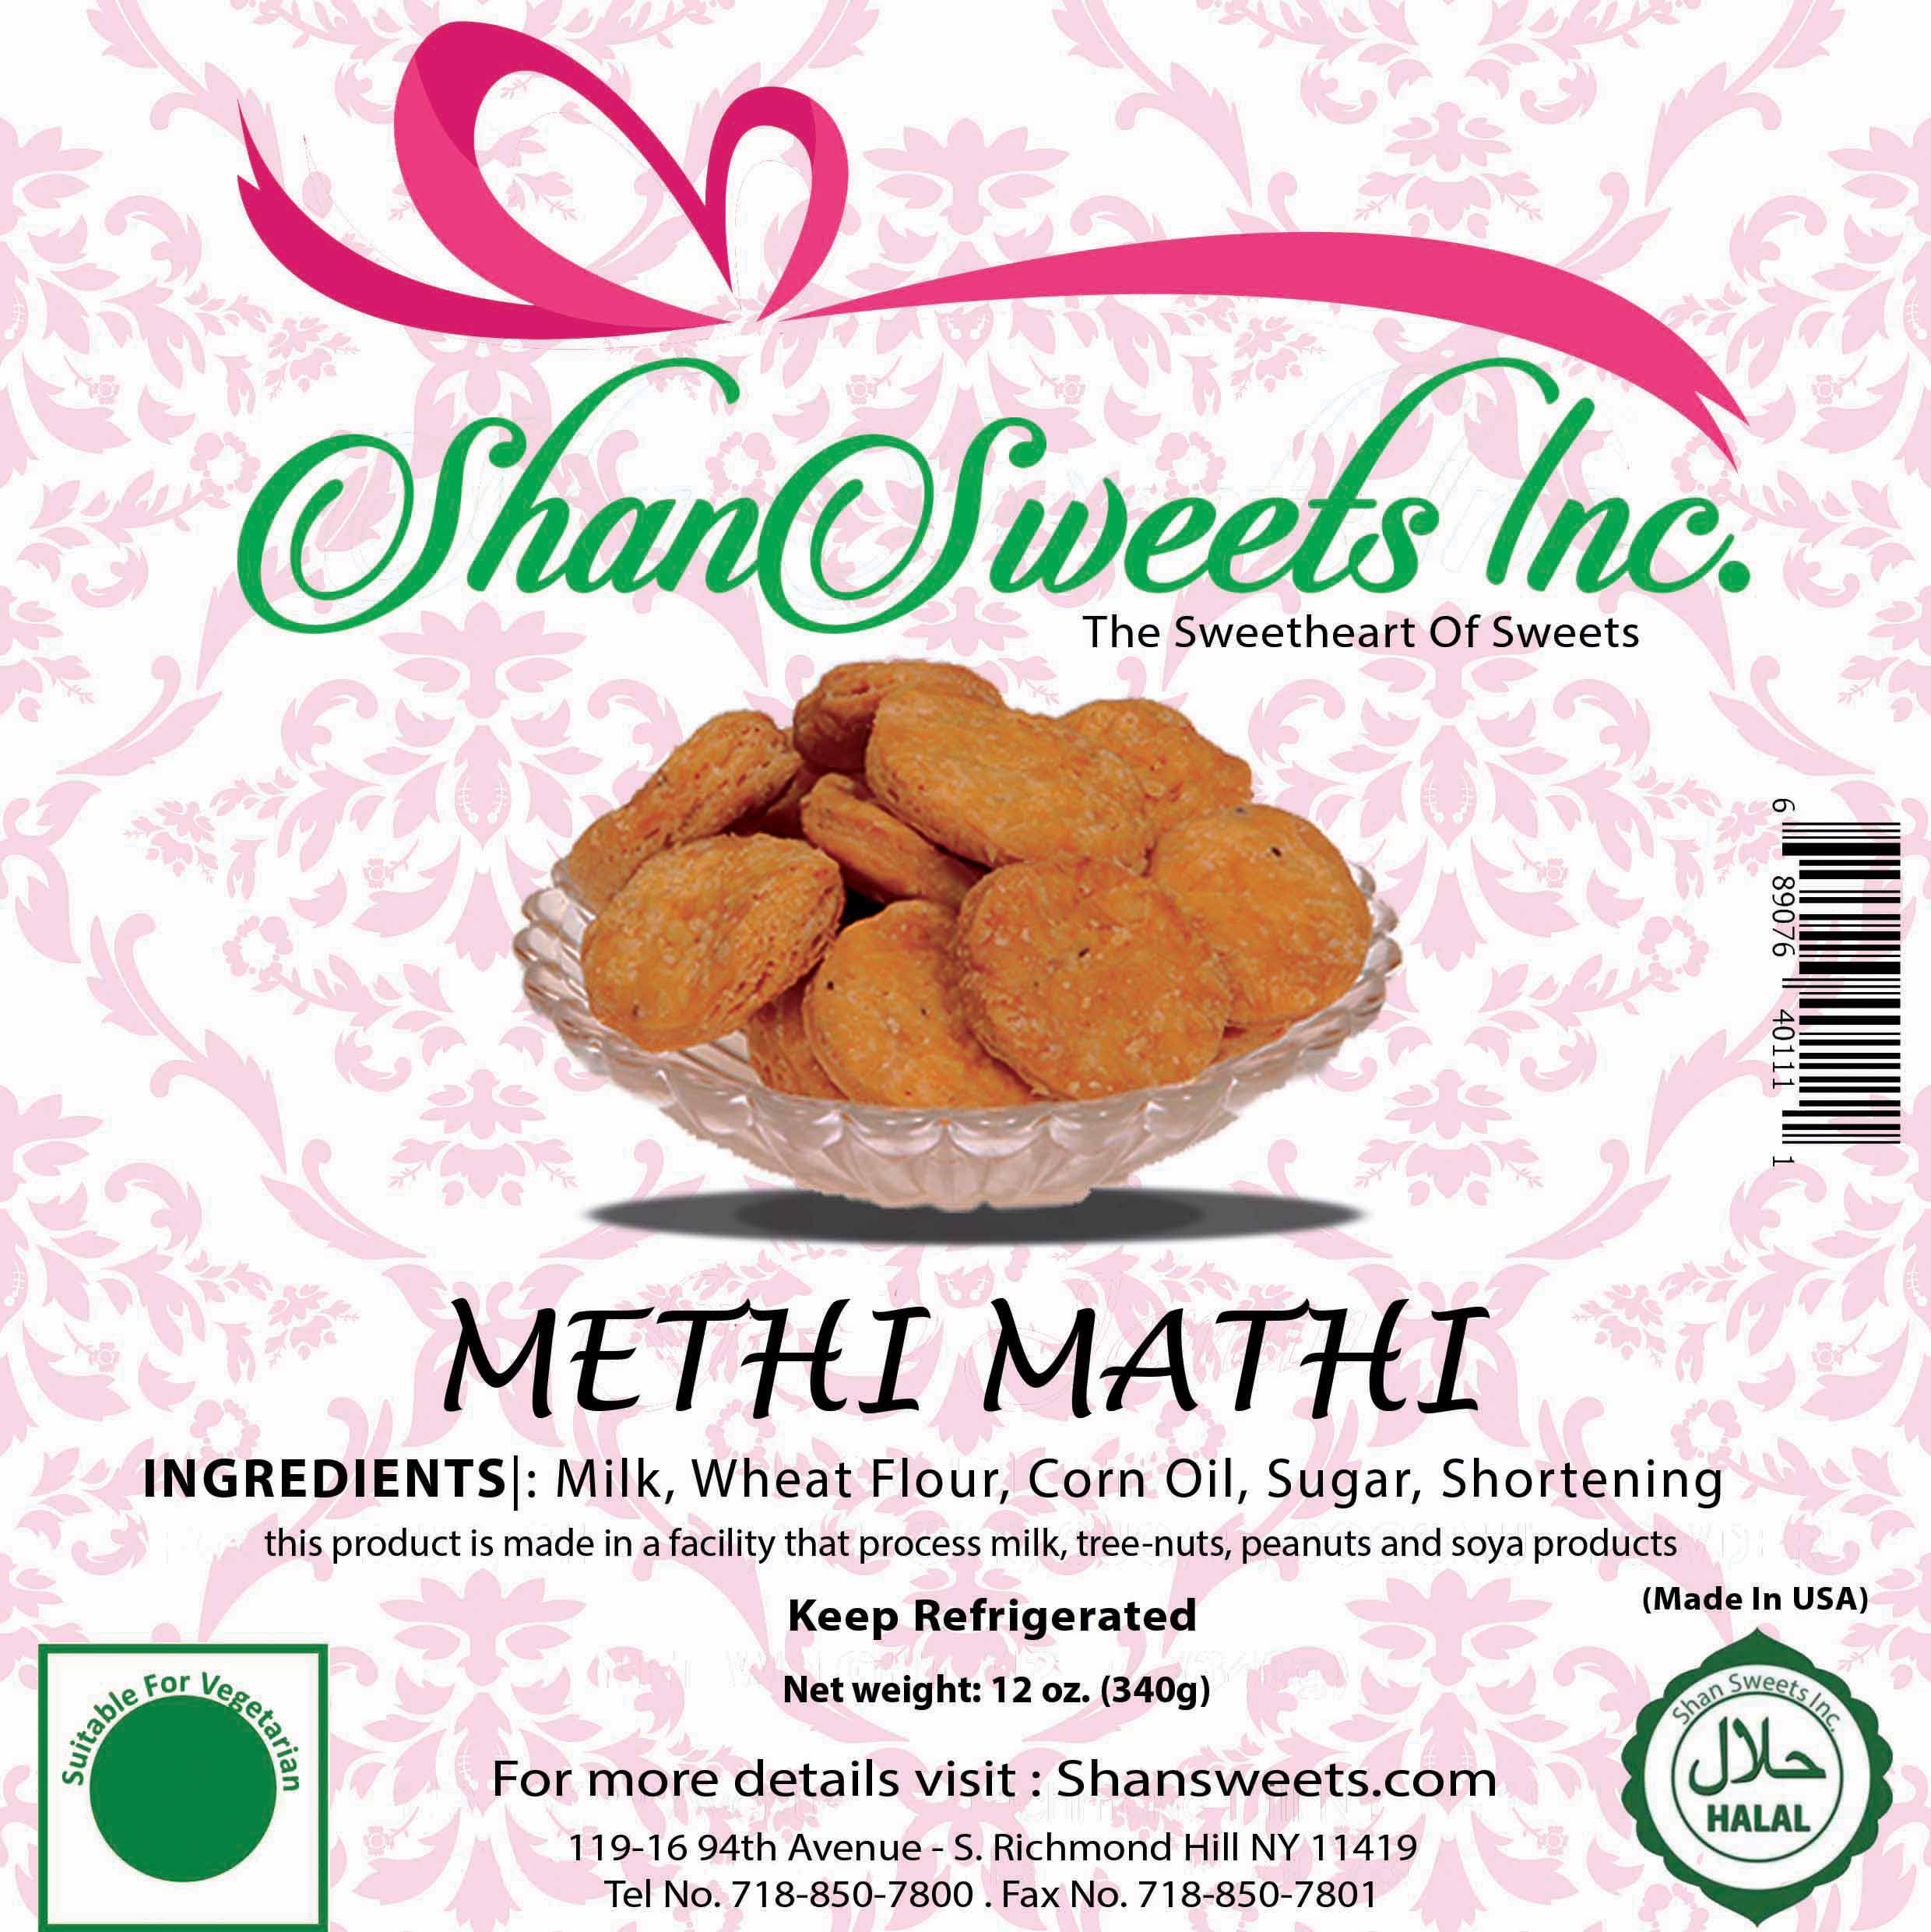 ShanSweets Inc.
The Sweetheart Of Sweets
6 89076 40111 1
METHI MATHI
INGREDIENTS|: Milk, Wheat Flour, Corn Oil, Sugar, Shortening
this product is made in a facility that process milk, tree-nuts, peanuts and soya products
(Made In USA)
Keep Refrigerated
Net weight: 12 oz. (340g)
Suitable For Vegetarian
Shan Sweets Inc.
حلال
HALAL
For more details visit : Shansweets.com
119-16 94th Avenue - S. Richmond Hill NY 11419
Tel No. 718-850-7800 . Fax No. 718-850-7801